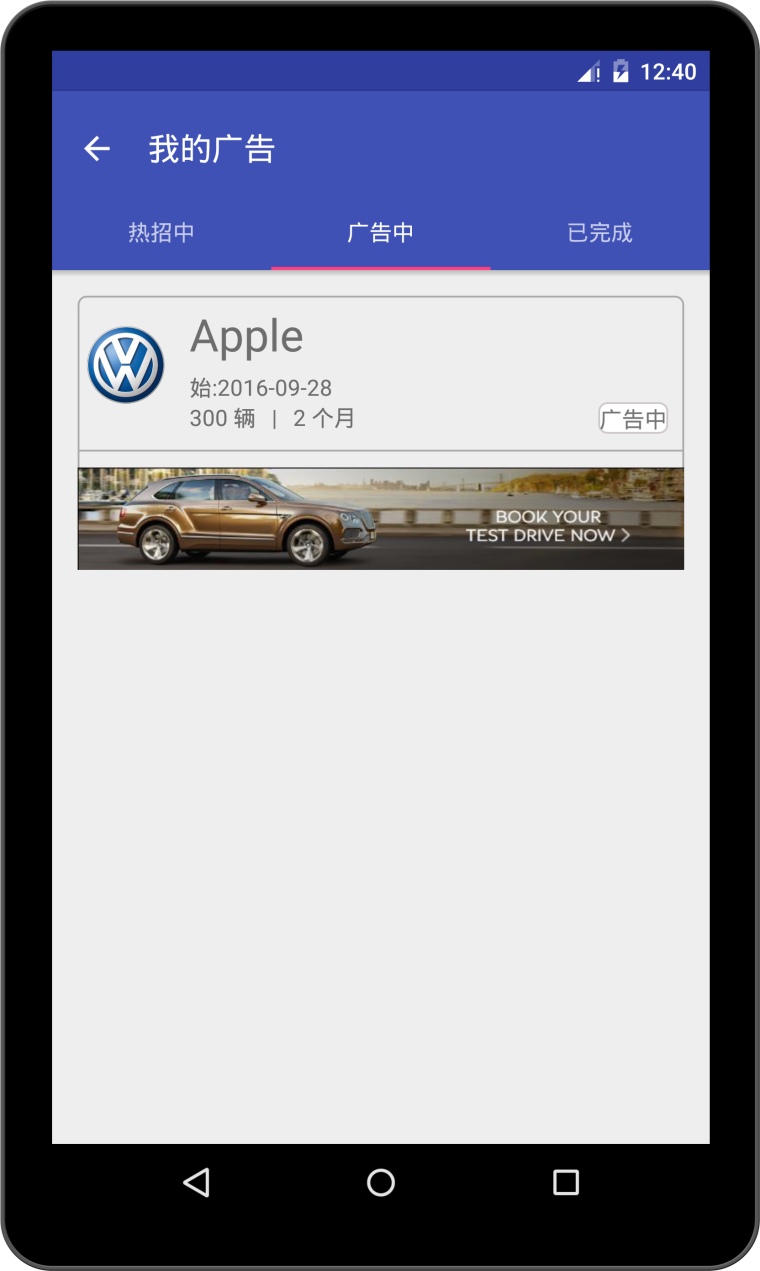 12:40
我的广告
热招中
广告中
已完成
Apple
始:2016-09-28
300 辆 | 2 个月
广告中
BOOK YOUR
TEST DRIVE NOW >